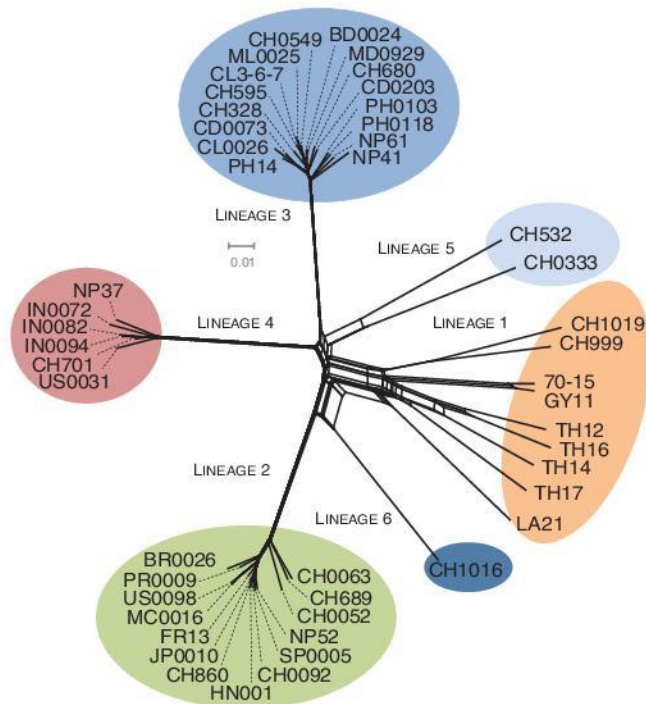 CH0549
BD0024
ML0025
MD0929
CL3-6-7
CH680
CH595
CD0203
CH328
PH0103
CD0073
PH0118
CL0026
NP61
PH14
NP41
LINEAGE 3
0.01
LINEAGE 5
CH532
CH0333
NP37
IN0072
IN0082
IN0094
CH701
US0031
LINEAGE 4
LINEAGE 1
CH1019
CH999
70-15
GY11
TH12
TH16
TH14
TH17
LA21
LINEAGE 2
LINEAGE 6
CH1016
BR0026
PR0009
US0098
MC0016
FR13
JP0010
CH860
HN001
CH0063
CH689
CH0052
NP52
SP0005
CH0092